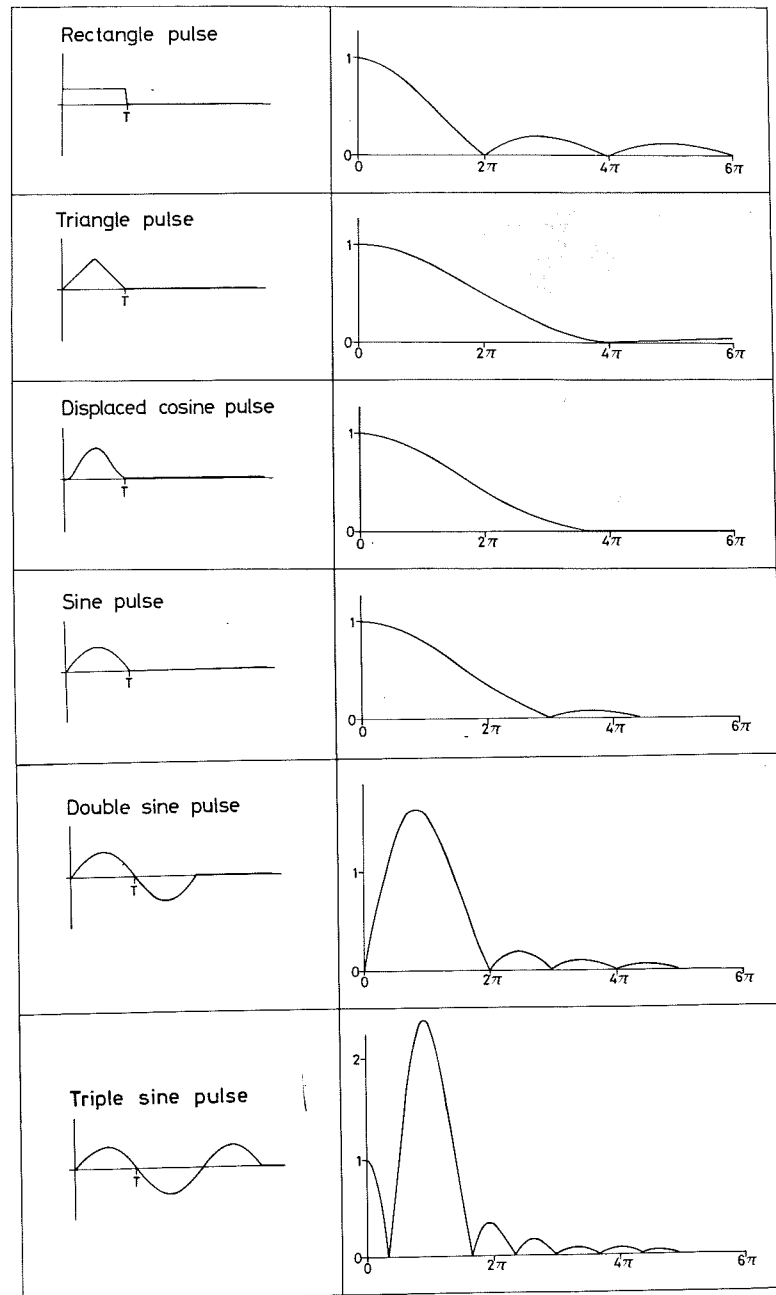 Rectangle pulse
T
1
0
0 2π 4π 6π
Triangle pulse
T
1
0
0 2π 4π 6π
Displaced cosine pulse
T
1
0
0 2π 4π 6π
Sine pulse
T
1
0
0 2π 4π 6π
Double sine pulse
T
1
0
0 2π 4π 6π
Triple sine pulse
T
2
1
0
0 2π 4π 6π